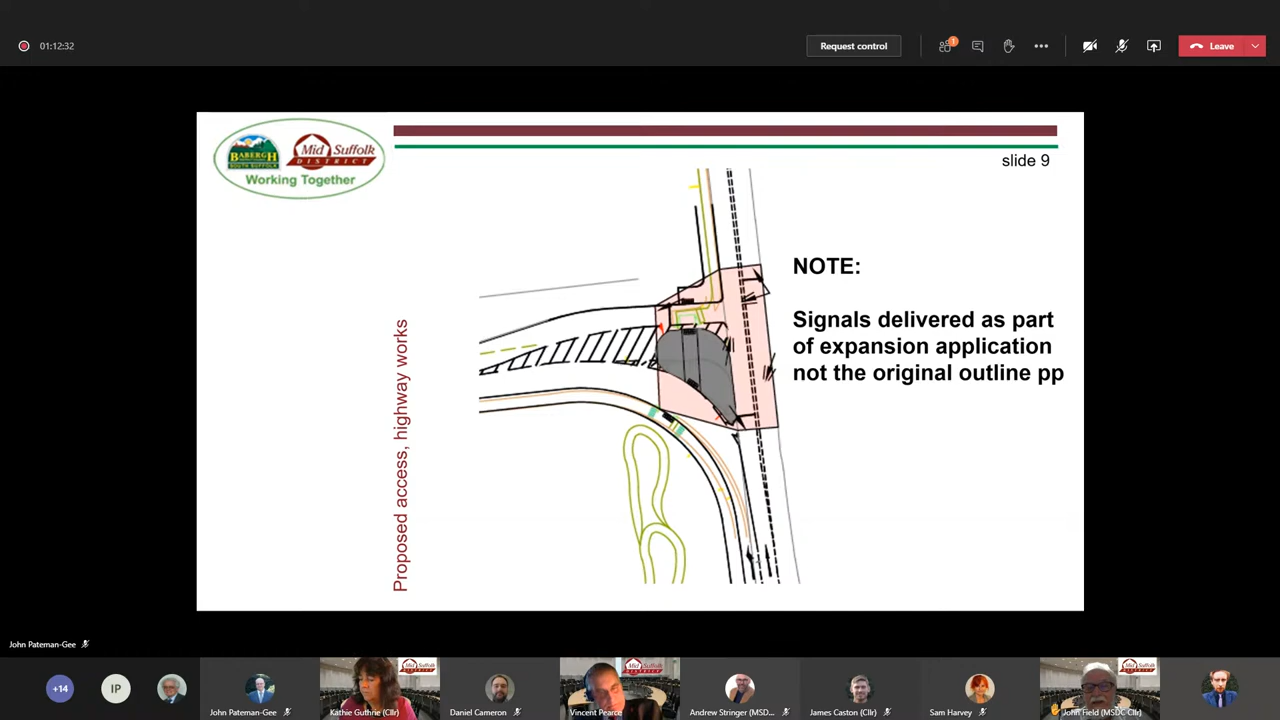 01:12:32
Request control
1
Leave
BABERGH
SOUTH SUFFOLK
Mid Suffolk
DISTRICT
Working Together
slide 9
Proposed access, highway works
NOTE:
Signals delivered as part
of expansion application
not the original outline pp
John Pateman-Gee
+14
IP
John Pateman-Gee
Kathie Guthrie (Cllr)
Daniel Cameron
Vincent Pearce
Andrew Stringer (MSD...
James Caston (Cllr)
Sam Harvey
John Field (MSDC Cllr)